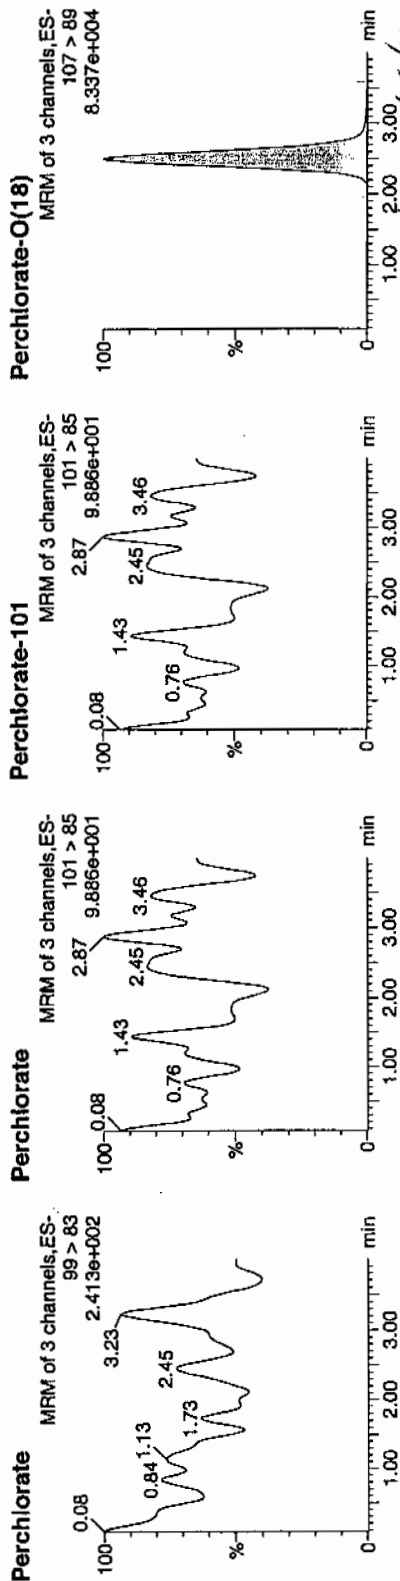 Perchlorate
MRM of 3 channels,ES-
99 > 83
2.413e+002
100
0.08
0.84
1.13
1.73
2.45
3.23
%
0
1.00
2.00
3.00
min
Perchlorate
MRM of 3 channels,ES-
101 > 85
9.886e+001
100
0.08
0.76
1.43
2.45
2.87
3.46
%
0
1.00
2.00
3.00
min
Perchlorate-101
MRM of 3 channels,ES-
101 > 85
9.886e+001
100
0.08
0.76
1.43
2.45
2.87
3.46
%
0
1.00
2.00
3.00
min
Perchlorate-O(18)
MRM of 3 channels,ES-
107 > 89
8.337e+004
100
%
0
1.00
2.00
3.00
min